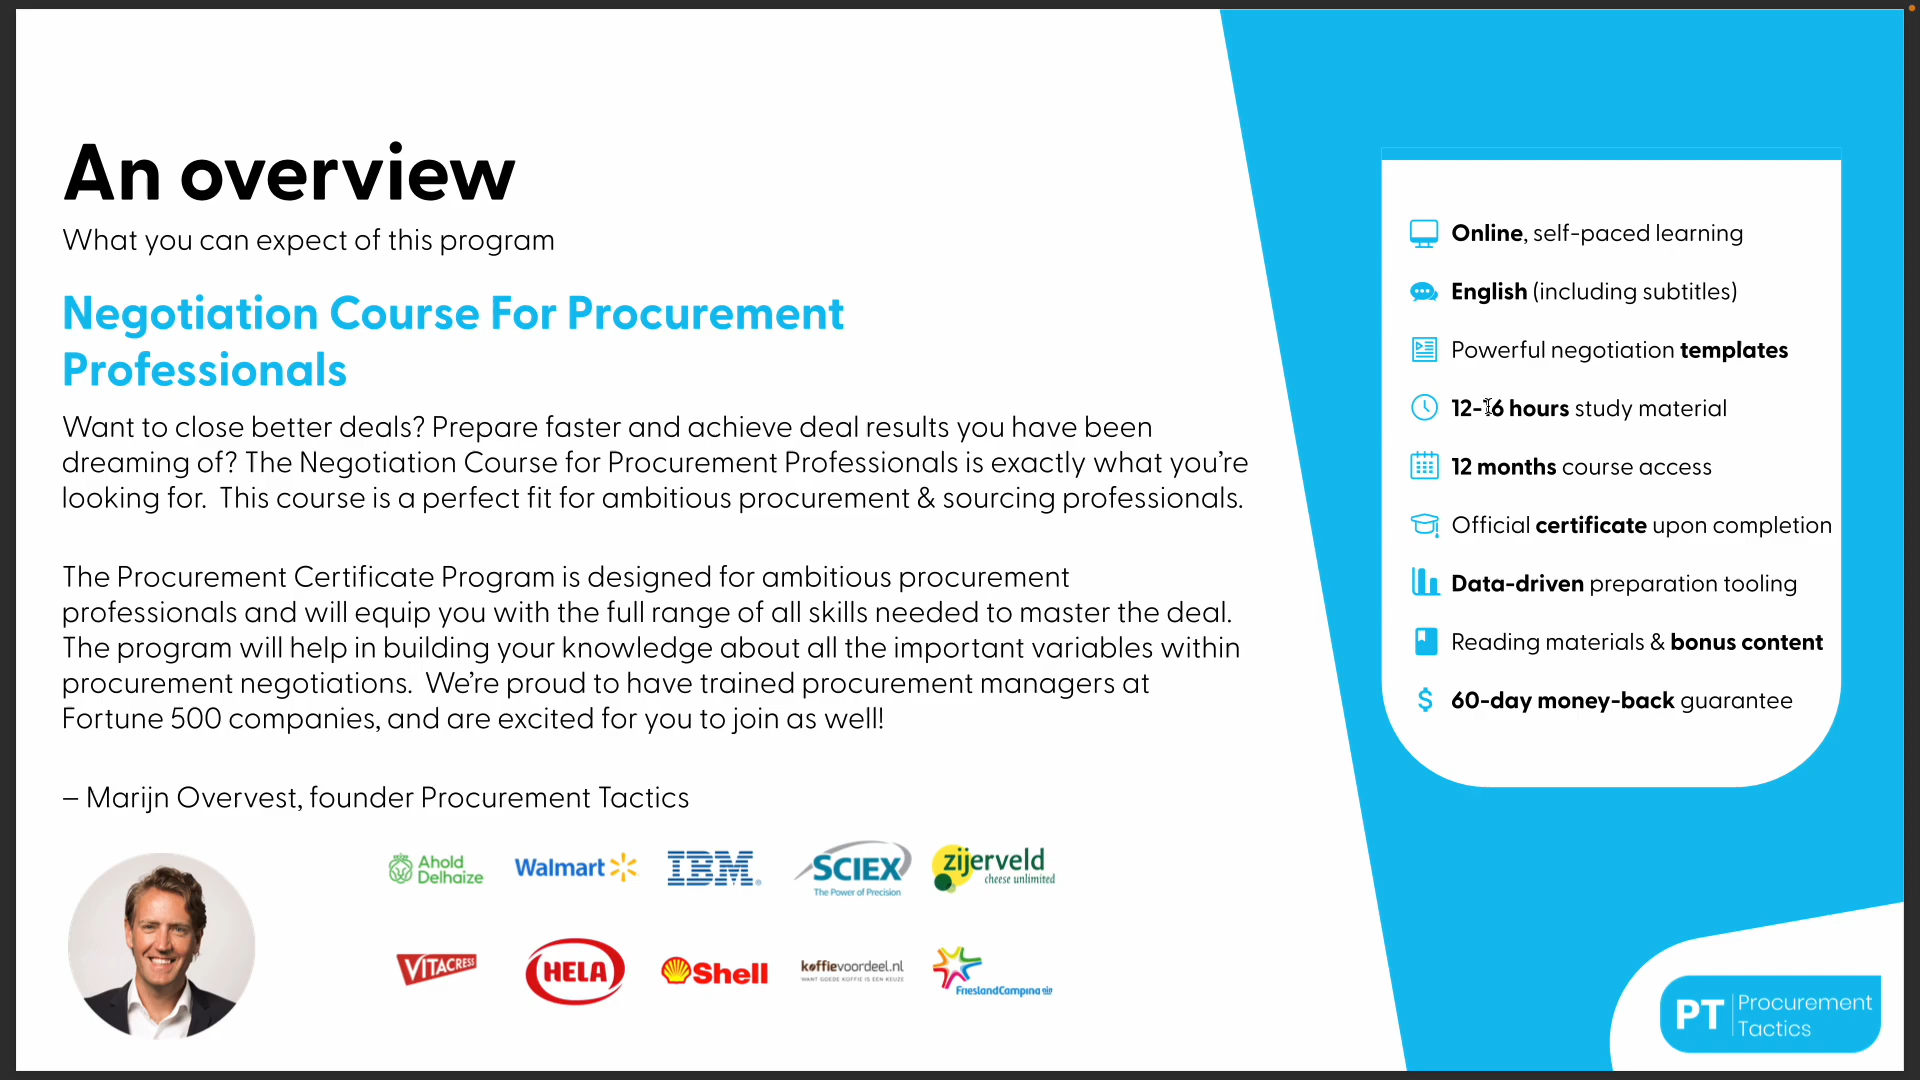 An overview
What you can expect of this program
Negotiation Course For Procurement
Professionals
Want to close better deals? Prepare faster and achieve deal results you have been
dreaming of? The Negotiation Course for Procurement Professionals is exactly what you’re
looking for.  This course is a perfect fit for ambitious procurement & sourcing professionals.
The Procurement Certificate Program is designed for ambitious procurement
professionals and will equip you with the full range of all skills needed to master the deal.
The program will help in building your knowledge about all the important variables within
procurement negotiations.  We’re proud to have trained procurement managers at
Fortune 500 companies, and are excited for you to join as well!
– Marijn Overvest, founder Procurement Tactics
Ahold
Delhaize
Walmart
IBM
SCIEX
The Power of Precision
zijerveld
cheese unlimited
VITACRESS
HELA
Shell
koffievoordeel.nl
WANT GOEDE KOFFIE IS EEN KEUZE
FrieslandCampina
Online, self-paced learning
English (including subtitles)
Powerful negotiation templates
12-16 hours study material
12 months course access
Official certificate upon completion
Data-driven preparation tooling
Reading materials & bonus content
60-day money-back guarantee
PT
Procurement
Tactics